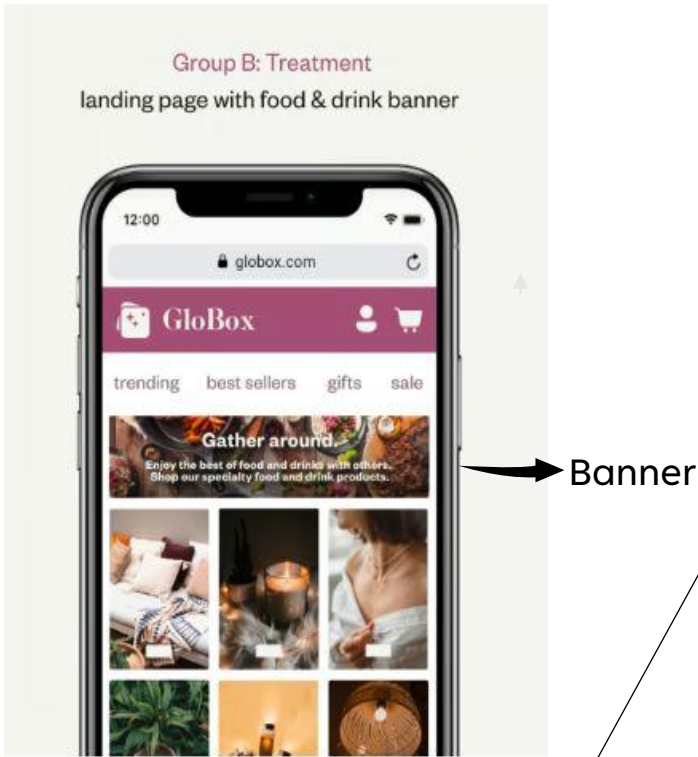 Group B: Treatment
landing page with food & drink banner
12:00
globox.com
GloBox
trending best sellers gifts sale
Gather around.
Enjoy the best of food and drinks with others.
Shop our specialty food and drink products.
Banner